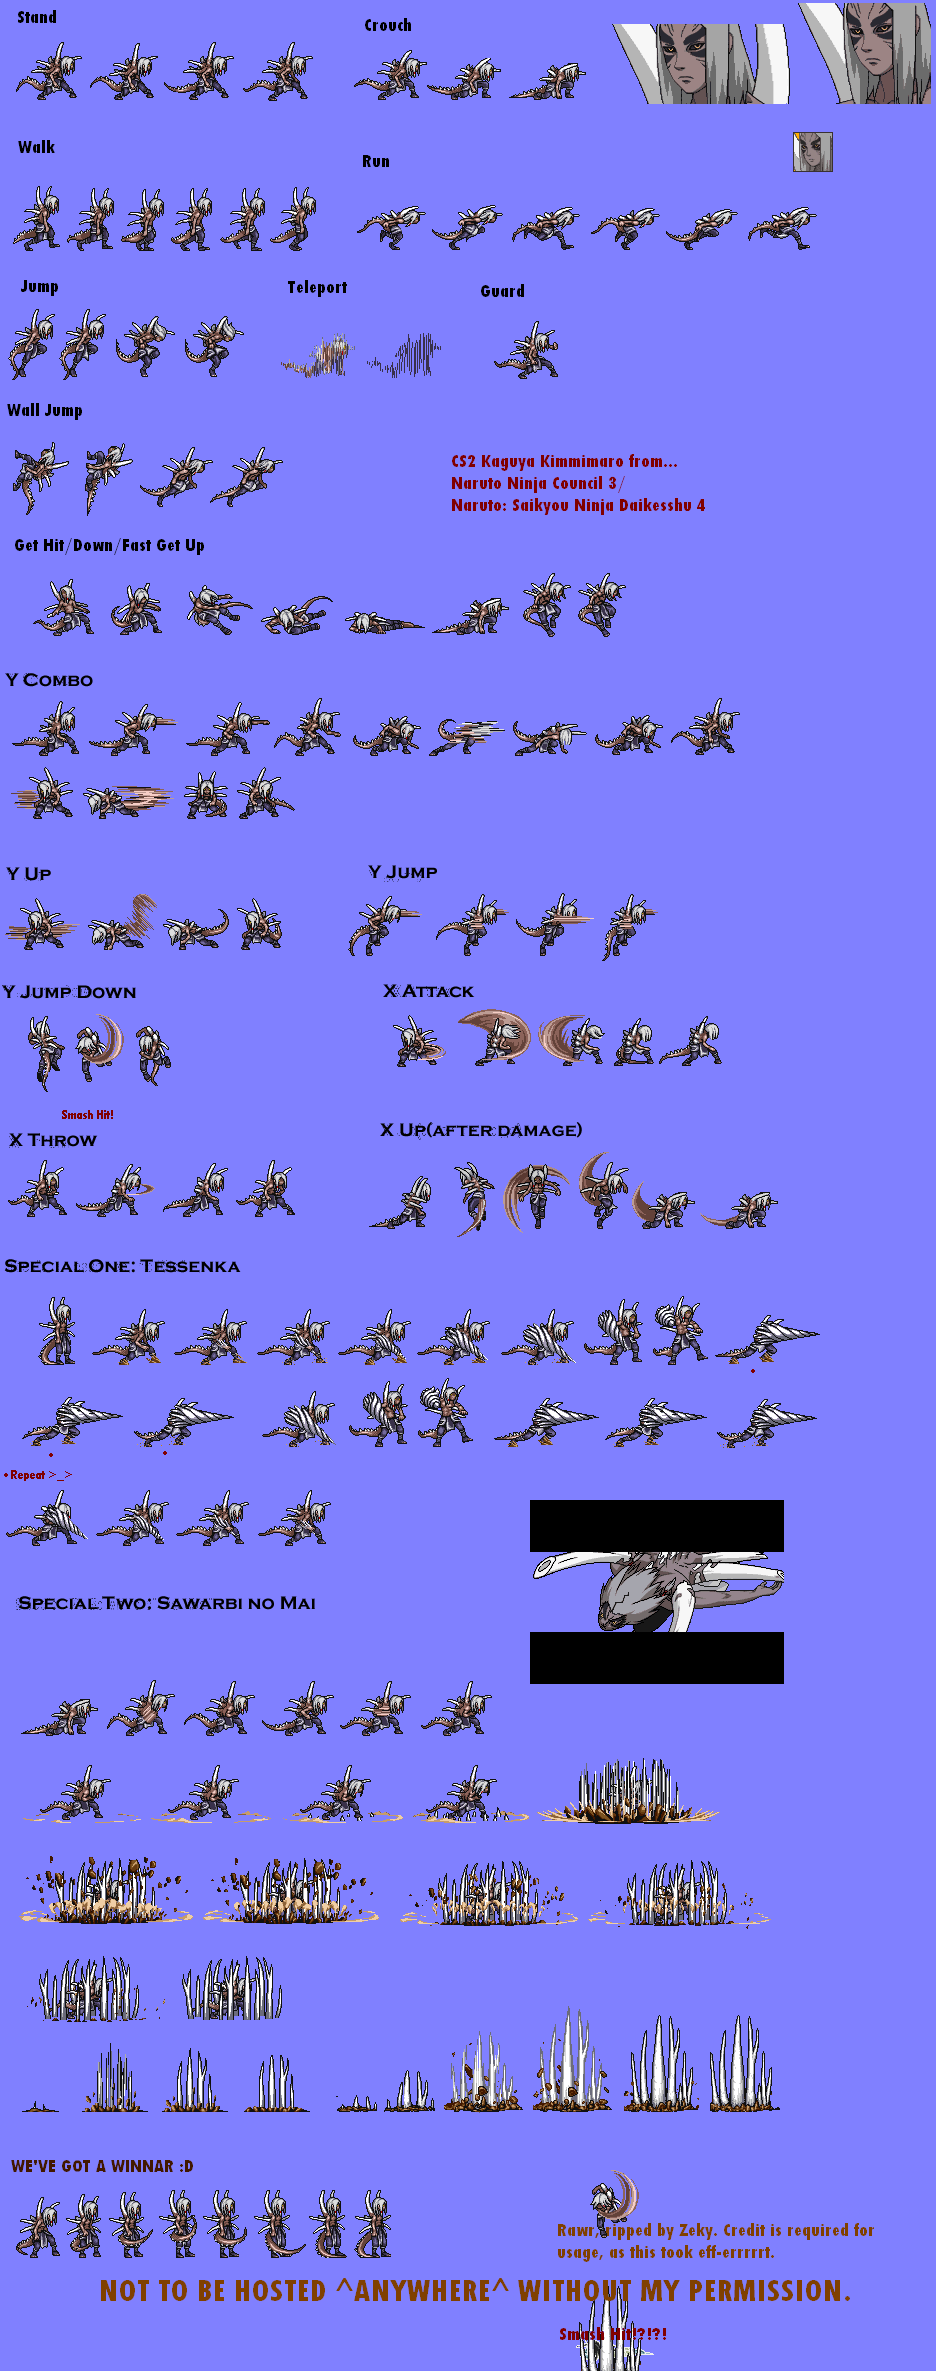 Stand
Crouch
Walk
Run
Jump
Teleport
Guard
Wall Jump
CS2 Kaguya Kimmimaro from...
Naruto Ninja Council 3/
Naruto: Saikyou Ninja Daikesshu 4
Get Hit/Down/Fast Get Up
Y Combo
Y Up
Y Jump
Y Jump Down
X Attack
Smash Hit!
X Throw
X Up(after damage)
Special One: Tessenka
• Repeat >_>
Special Two: Sawarbi no Mai
WE'VE GOT A WINNAR :D
Rawr, ripped by Zeky. Credit is required for
usage, as this took eff-errrrrt.
NOT TO BE HOSTED ^ANYWHERE^ WITHOUT MY PERMISSION.
Smash Hit!?!?!